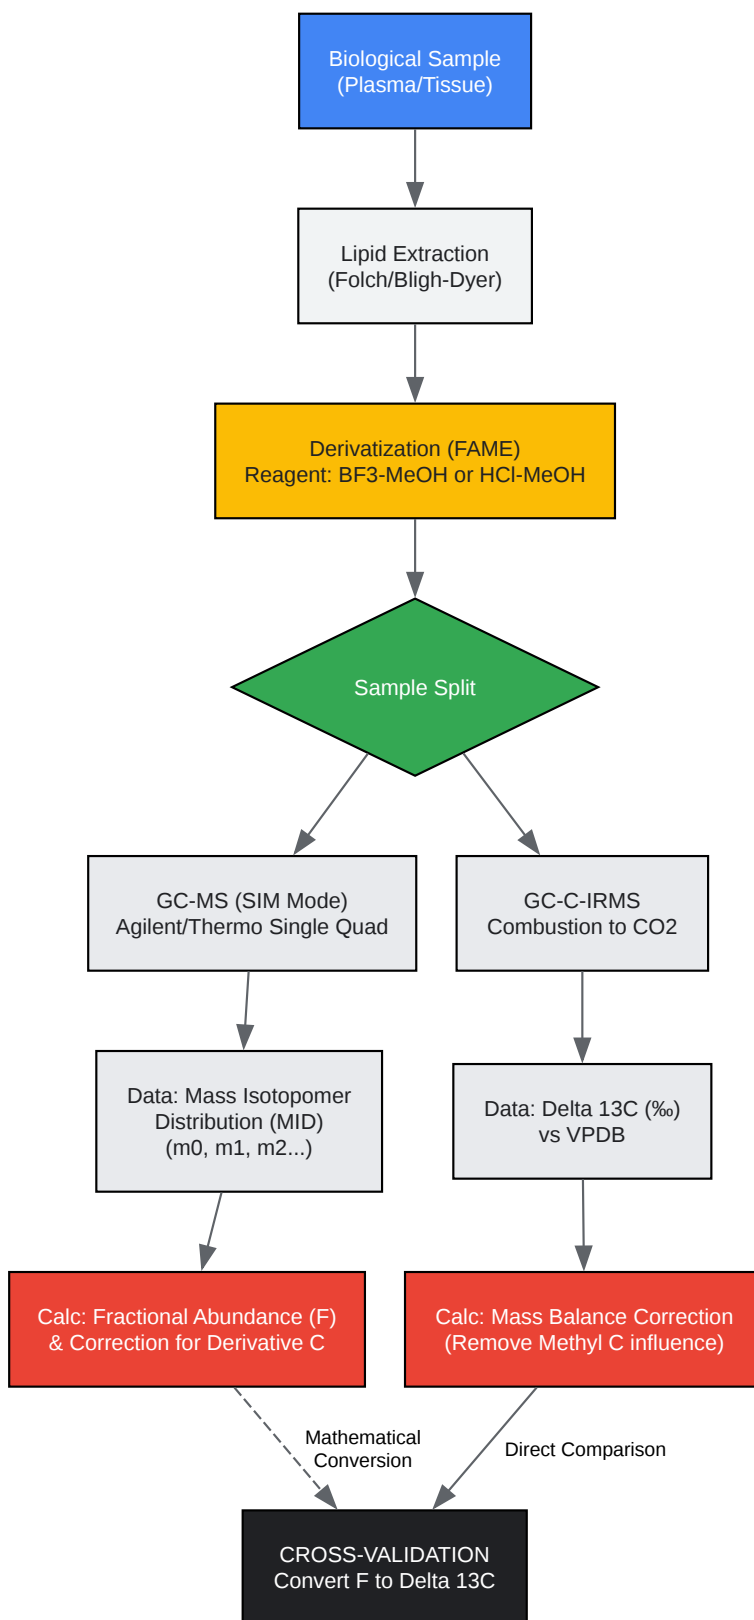 Biological Sample
(Plasma/Tissue)
Lipid Extraction
(Folch/Bligh-Dyer)
Derivatization (FAME)
Reagent: BF3-MeOH or HCl-MeOH
Sample Split
GC-MS (SIM Mode)
Agilent/Thermo Single Quad
GC-C-IRMS
Combustion to CO2
Data: Mass Isotopomer
Distribution (MID)
(m0, m1, m2...)
Data: Delta 13C (‰)
vs VPDB
Calc: Fractional Abundance (F)
& Correction for Derivative C
Calc: Mass Balance Correction
(Remove Methyl C influence)
Mathematical
Conversion
Direct Comparison
CROSS-VALIDATION
Convert F to Delta 13C